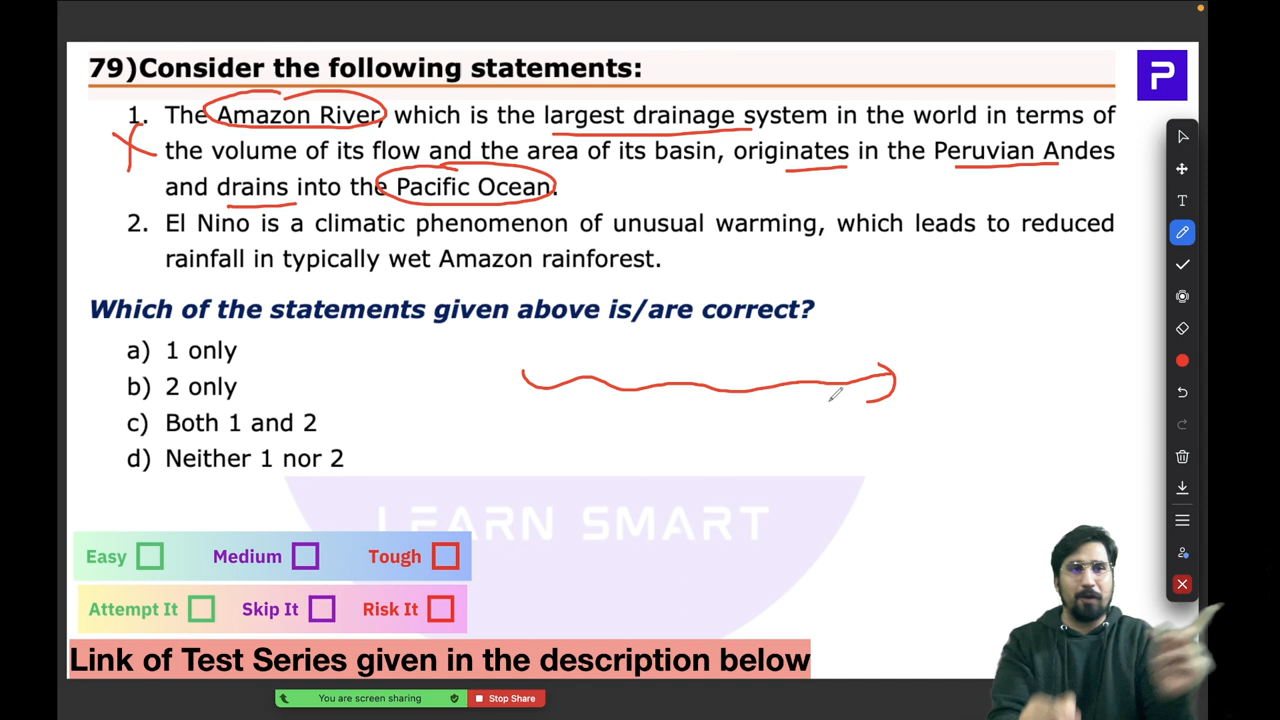 79)Consider the following statements:
1. The Amazon River, which is the largest drainage system in the world in terms of
the volume of its flow and the area of its basin, originates in the Peruvian Andes
and drains into the Pacific Ocean.
2. El Nino is a climatic phenomenon of unusual warming, which leads to reduced
rainfall in typically wet Amazon rainforest.
Which of the statements given above is/are correct?
a) 1 only
b) 2 only
c) Both 1 and 2
d) Neither 1 nor 2
LEARN SMART
Easy Medium Tough
Attempt It Skip It Risk It
Link of Test Series given in the description below
You are screen sharing Stop Share
P
T